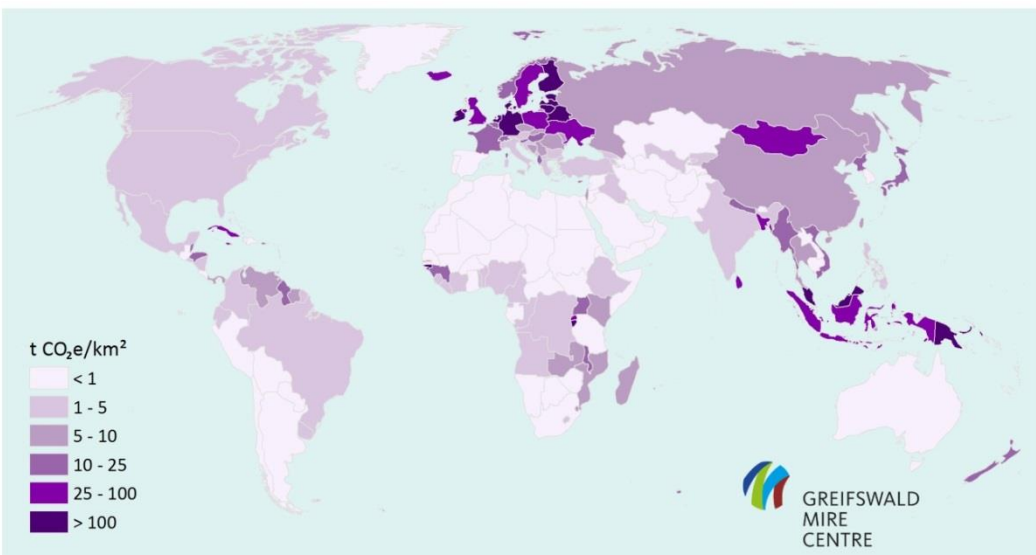 t CO₂e/km²
< 1
1 - 5
5 - 10
10 - 25
25 - 100
> 100
GREIFSWALD
MIRE
CENTRE